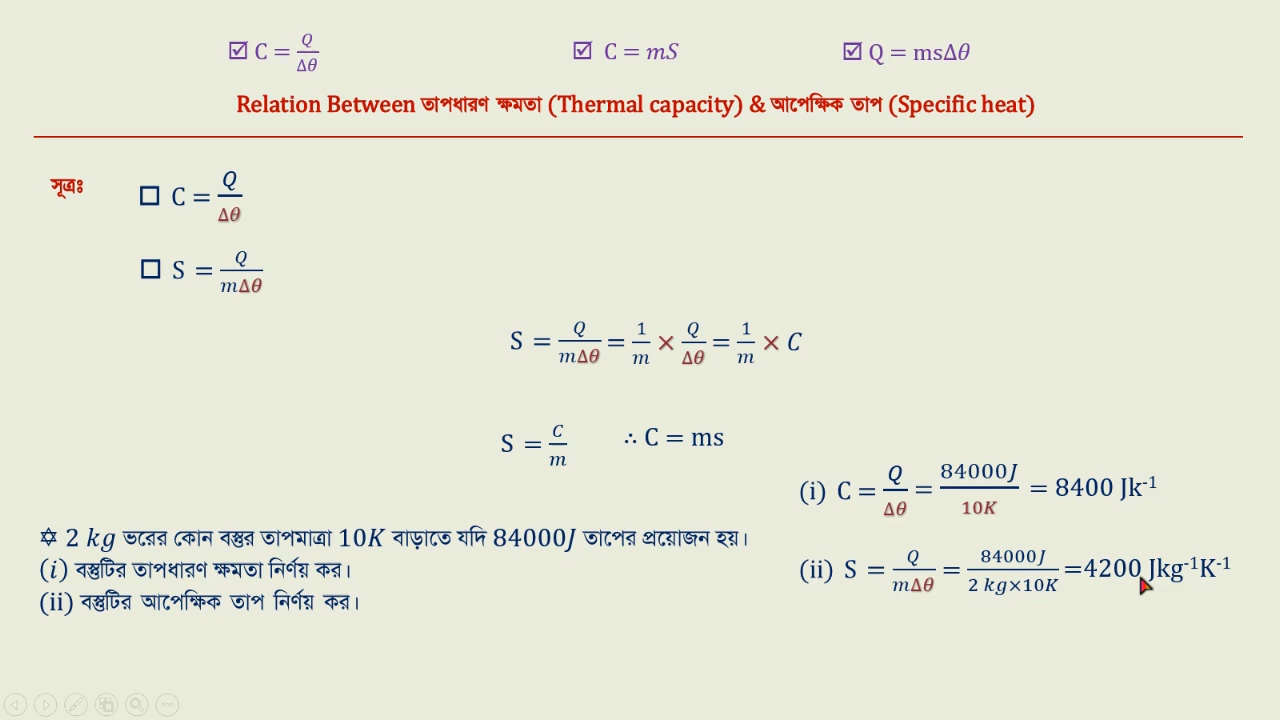 ☑ C = Q/Δθ ☑ C = mS ☑ Q = msΔθ
Relation Between তাপধারণ ক্ষমতা (Thermal capacity) & আপেক্ষিক তাপ (Specific heat)
সূত্রঃ
□ C = Q/Δθ
□ S = Q/mΔθ
S = Q/mΔθ = 1/m × Q/Δθ = 1/m × C
S = C/m ∴ C = ms
(i) C = Q/Δθ = 84000J/10K = 8400 Jk⁻¹
✡ 2 kg ভরের কোন বস্তুর তাপমাত্রা 10K বাড়াতে যদি 84000J তাপের প্রয়োজন হয়।
(i) বস্তুটির তাপধারণ ক্ষমতা নির্ণয় কর।
(ii) S = Q/mΔθ = 84000J/2 kg×10K =4200 Jkg⁻¹K⁻¹
(ii) বস্তুটির আপেক্ষিক তাপ নির্ণয় কর।